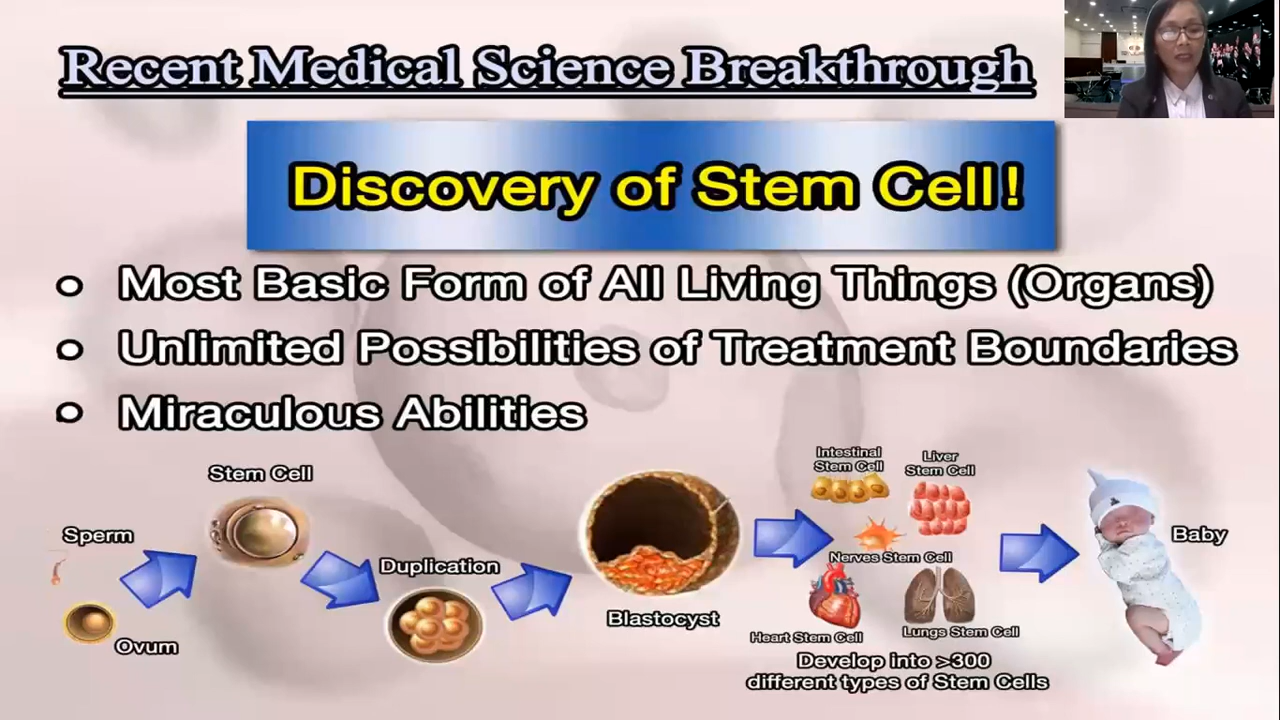 Recent Medical Science Breakthrough
Discovery of Stem Cell!
• Most Basic Form of All Living Things (Organs)
• Unlimited Possibilities of Treatment Boundaries
• Miraculous Abilities
Sperm
Ovum
Stem Cell
Duplication
Blastocyst
Intestinal
Stem Cell
Liver
Stem Cell
Nerves Stem Cell
Heart Stem Cell
Lungs Stem Cell
Develop into >300
different types of Stem Cells
Baby